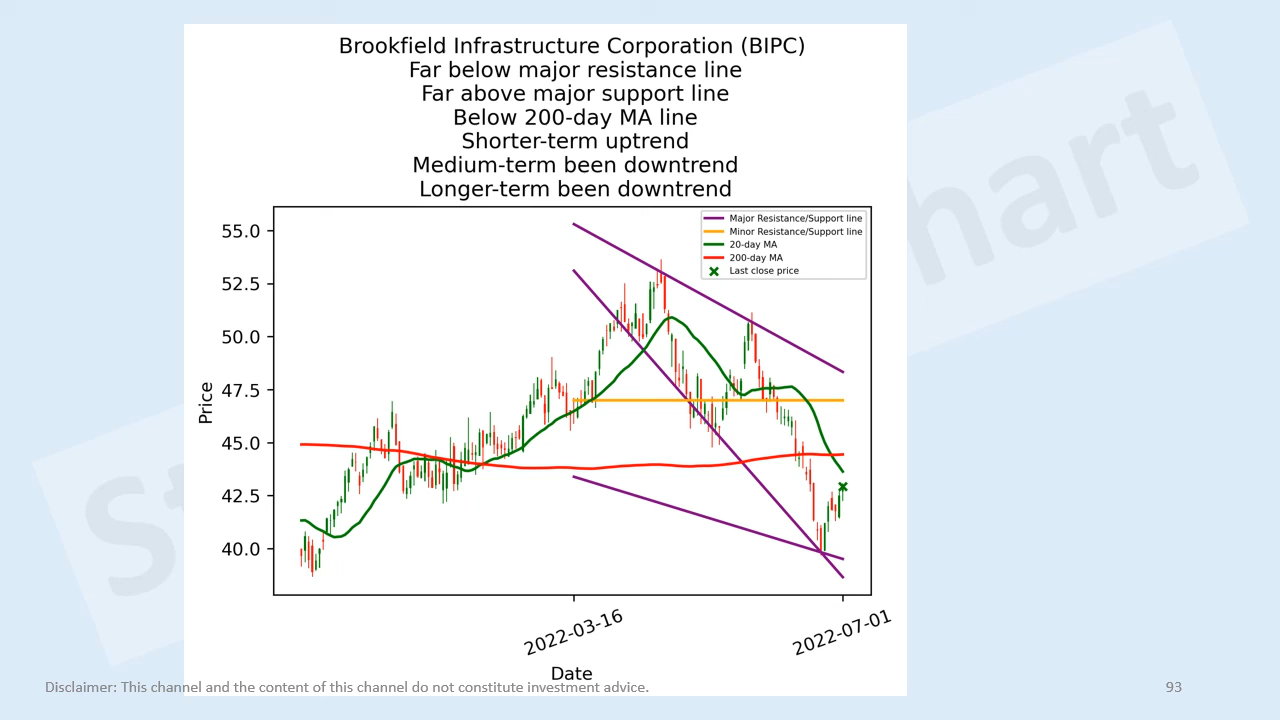 Brookfield Infrastructure Corporation (BIPC)
Far below major resistance line
Far above major support line
Below 200-day MA line
Shorter-term uptrend
Medium-term been downtrend
Longer-term been downtrend
Major Resistance/Support line
Minor Resistance/Support line
20-day MA
200-day MA
Last close price
55.0
52.5
50.0
47.5
45.0
42.5
40.0
Price
2022-03-16
2022-07-01
Date
Disclaimer: This channel and the content of this channel do not constitute investment advice.
93